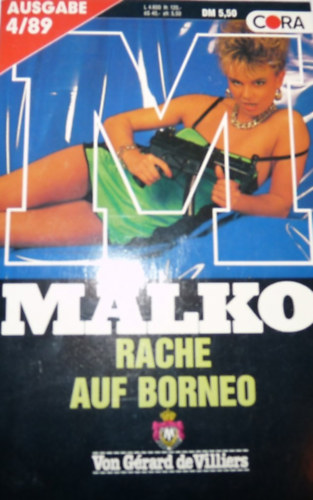 AUSGABE
4/89
DM 5,50
CORA
M
MALKO
RACHE
AUF BORNEO
M
Von Gérard de Villiers